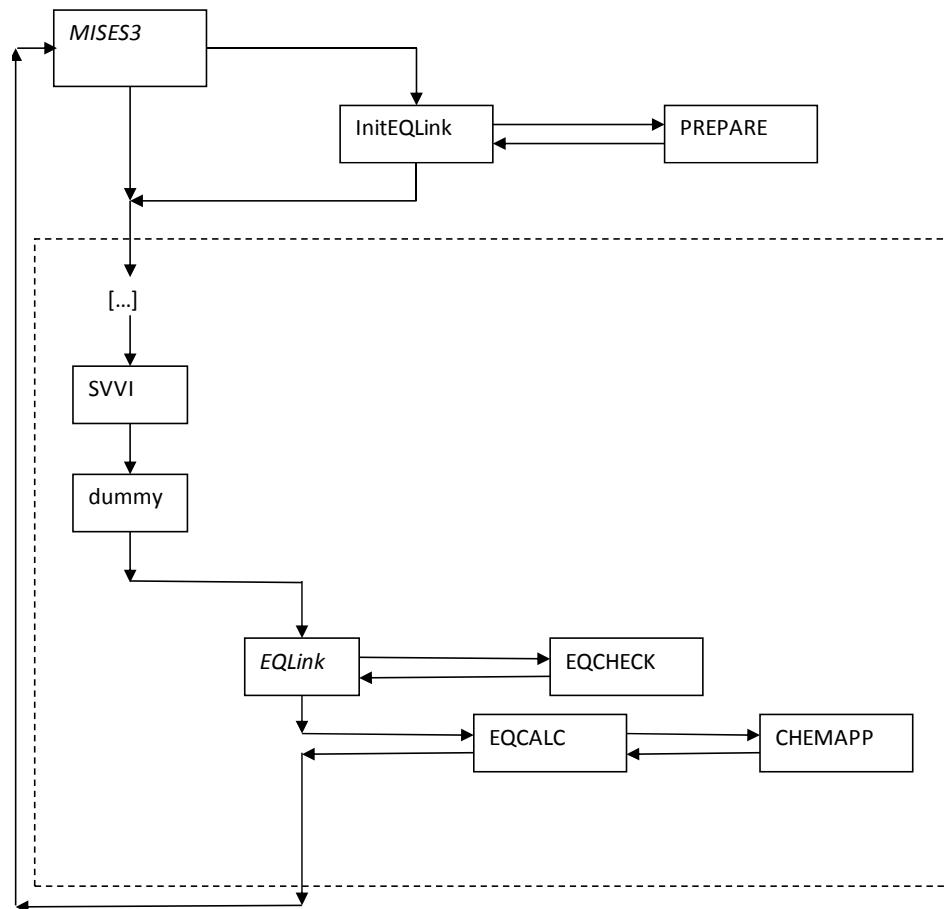 MISES3
InitEQLink
PREPARE
[...]
SVVI
dummy
EQLink
EQCHECK
EQCALC
CHEMAPP